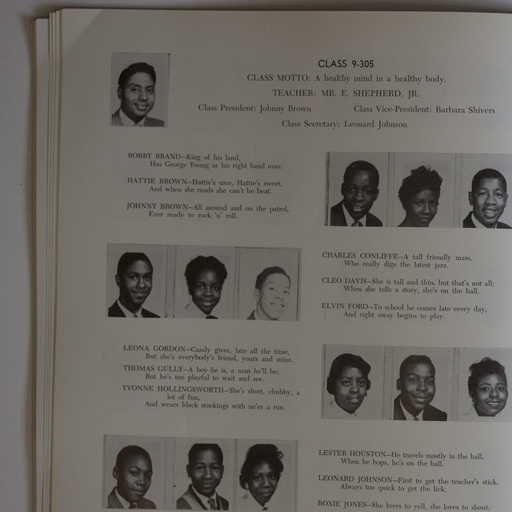 CLASS 9-305
CLASS MOTTO: A healthy mind in a healthy body.
TEACHER: MR. E. SHEPHERD, JR.
Class President: Johnny Brown Class Vice-President: Barbara Shivers
Class Secretary: Leonard Johnson
BOBBY BRAND—King of his land,
Has George Young as his right hand man.
HATTIE BROWN—Hattie's nice, Hattie's sweet,
And when she reads she can't be beat.
JOHNNY BROWN—All around and on the patrol,
Ever ready to rock 'n' roll.
CHARLES CONLIFFE—A tall friendly mass,
Who really digs the latest jazz.
CLEO DAVIS—She is tall and thin, but that's not all;
When she tells a story, she's on the ball.
ELVIN FORD—To school he comes late every day,
And right away begins to play.
LEONA GORDON—Candy giver, late all the time,
But she's everybody's friend, yours and mine.
THOMAS GULLY—A boy he is, a man he'll be;
But he's too playful to wait and see.
YVONNE HOLLINGSWORTH—She's short, chubby, a
lot of fun,
And wears black stockings with ne'er a run.
LESTER HOUSTON—He travels mostly in the hall,
When he hops, he's on the ball.
LEONARD JOHNSON—First to get the teacher's stick,
Always too quick to get the lick.
ROXIE JONES—She loves to yell, she loves to shout;